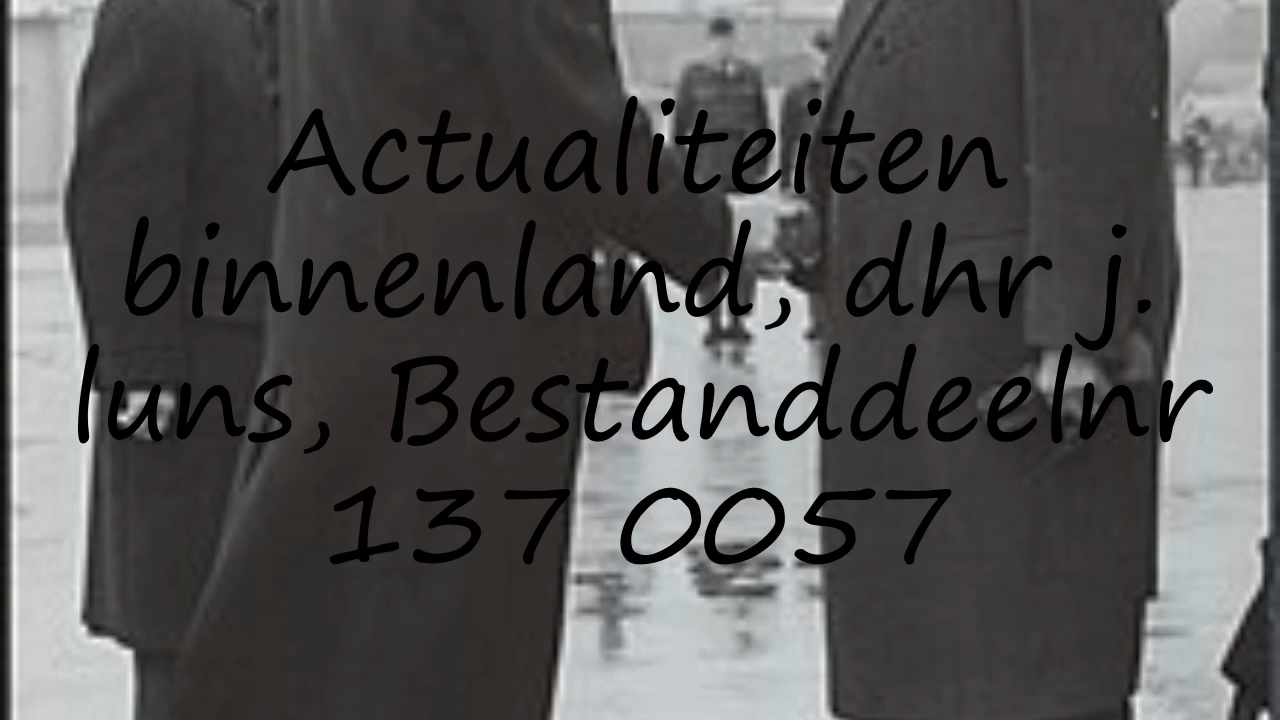 Actualiteiten
binnenland, dhr j.
luns, Bestanddeelnr
137 0057